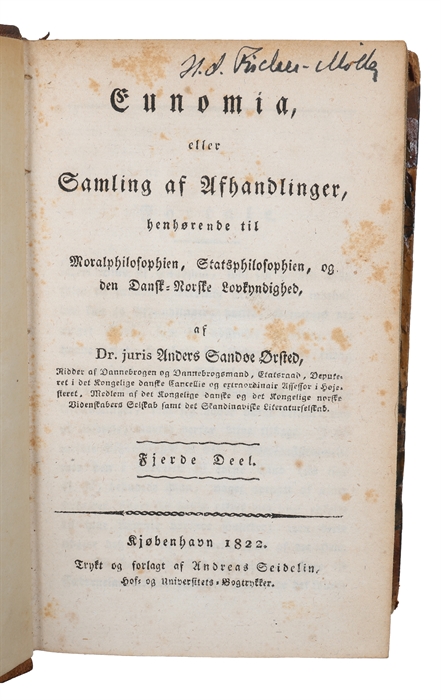 Eunomia,
eller
Samling af Afhandlinger,
henhørende til
Moralphilosophien, Statsphilosophien, og
den Dansk-Norske Lovkyndighed,
af
Dr. juris Anders Sandøe Ørsted,
Ridder af Dannebrogen og Dannebrogsmand, Etatsraad, Depute-
ret i det Kongelige danske Cancellie og extraordinair Assessor i Høje-
steret, Medlem af det Kongelige danske og det Kongelige norske
Videnskabers Selskab samt det Skandinaviske Literaturselskab.
Fjerde Deel.
Kjøbenhavn 1822.
Trykt og forlagt af Andreas Seidelin,
Hof- og Universitets-Bogtrykker.